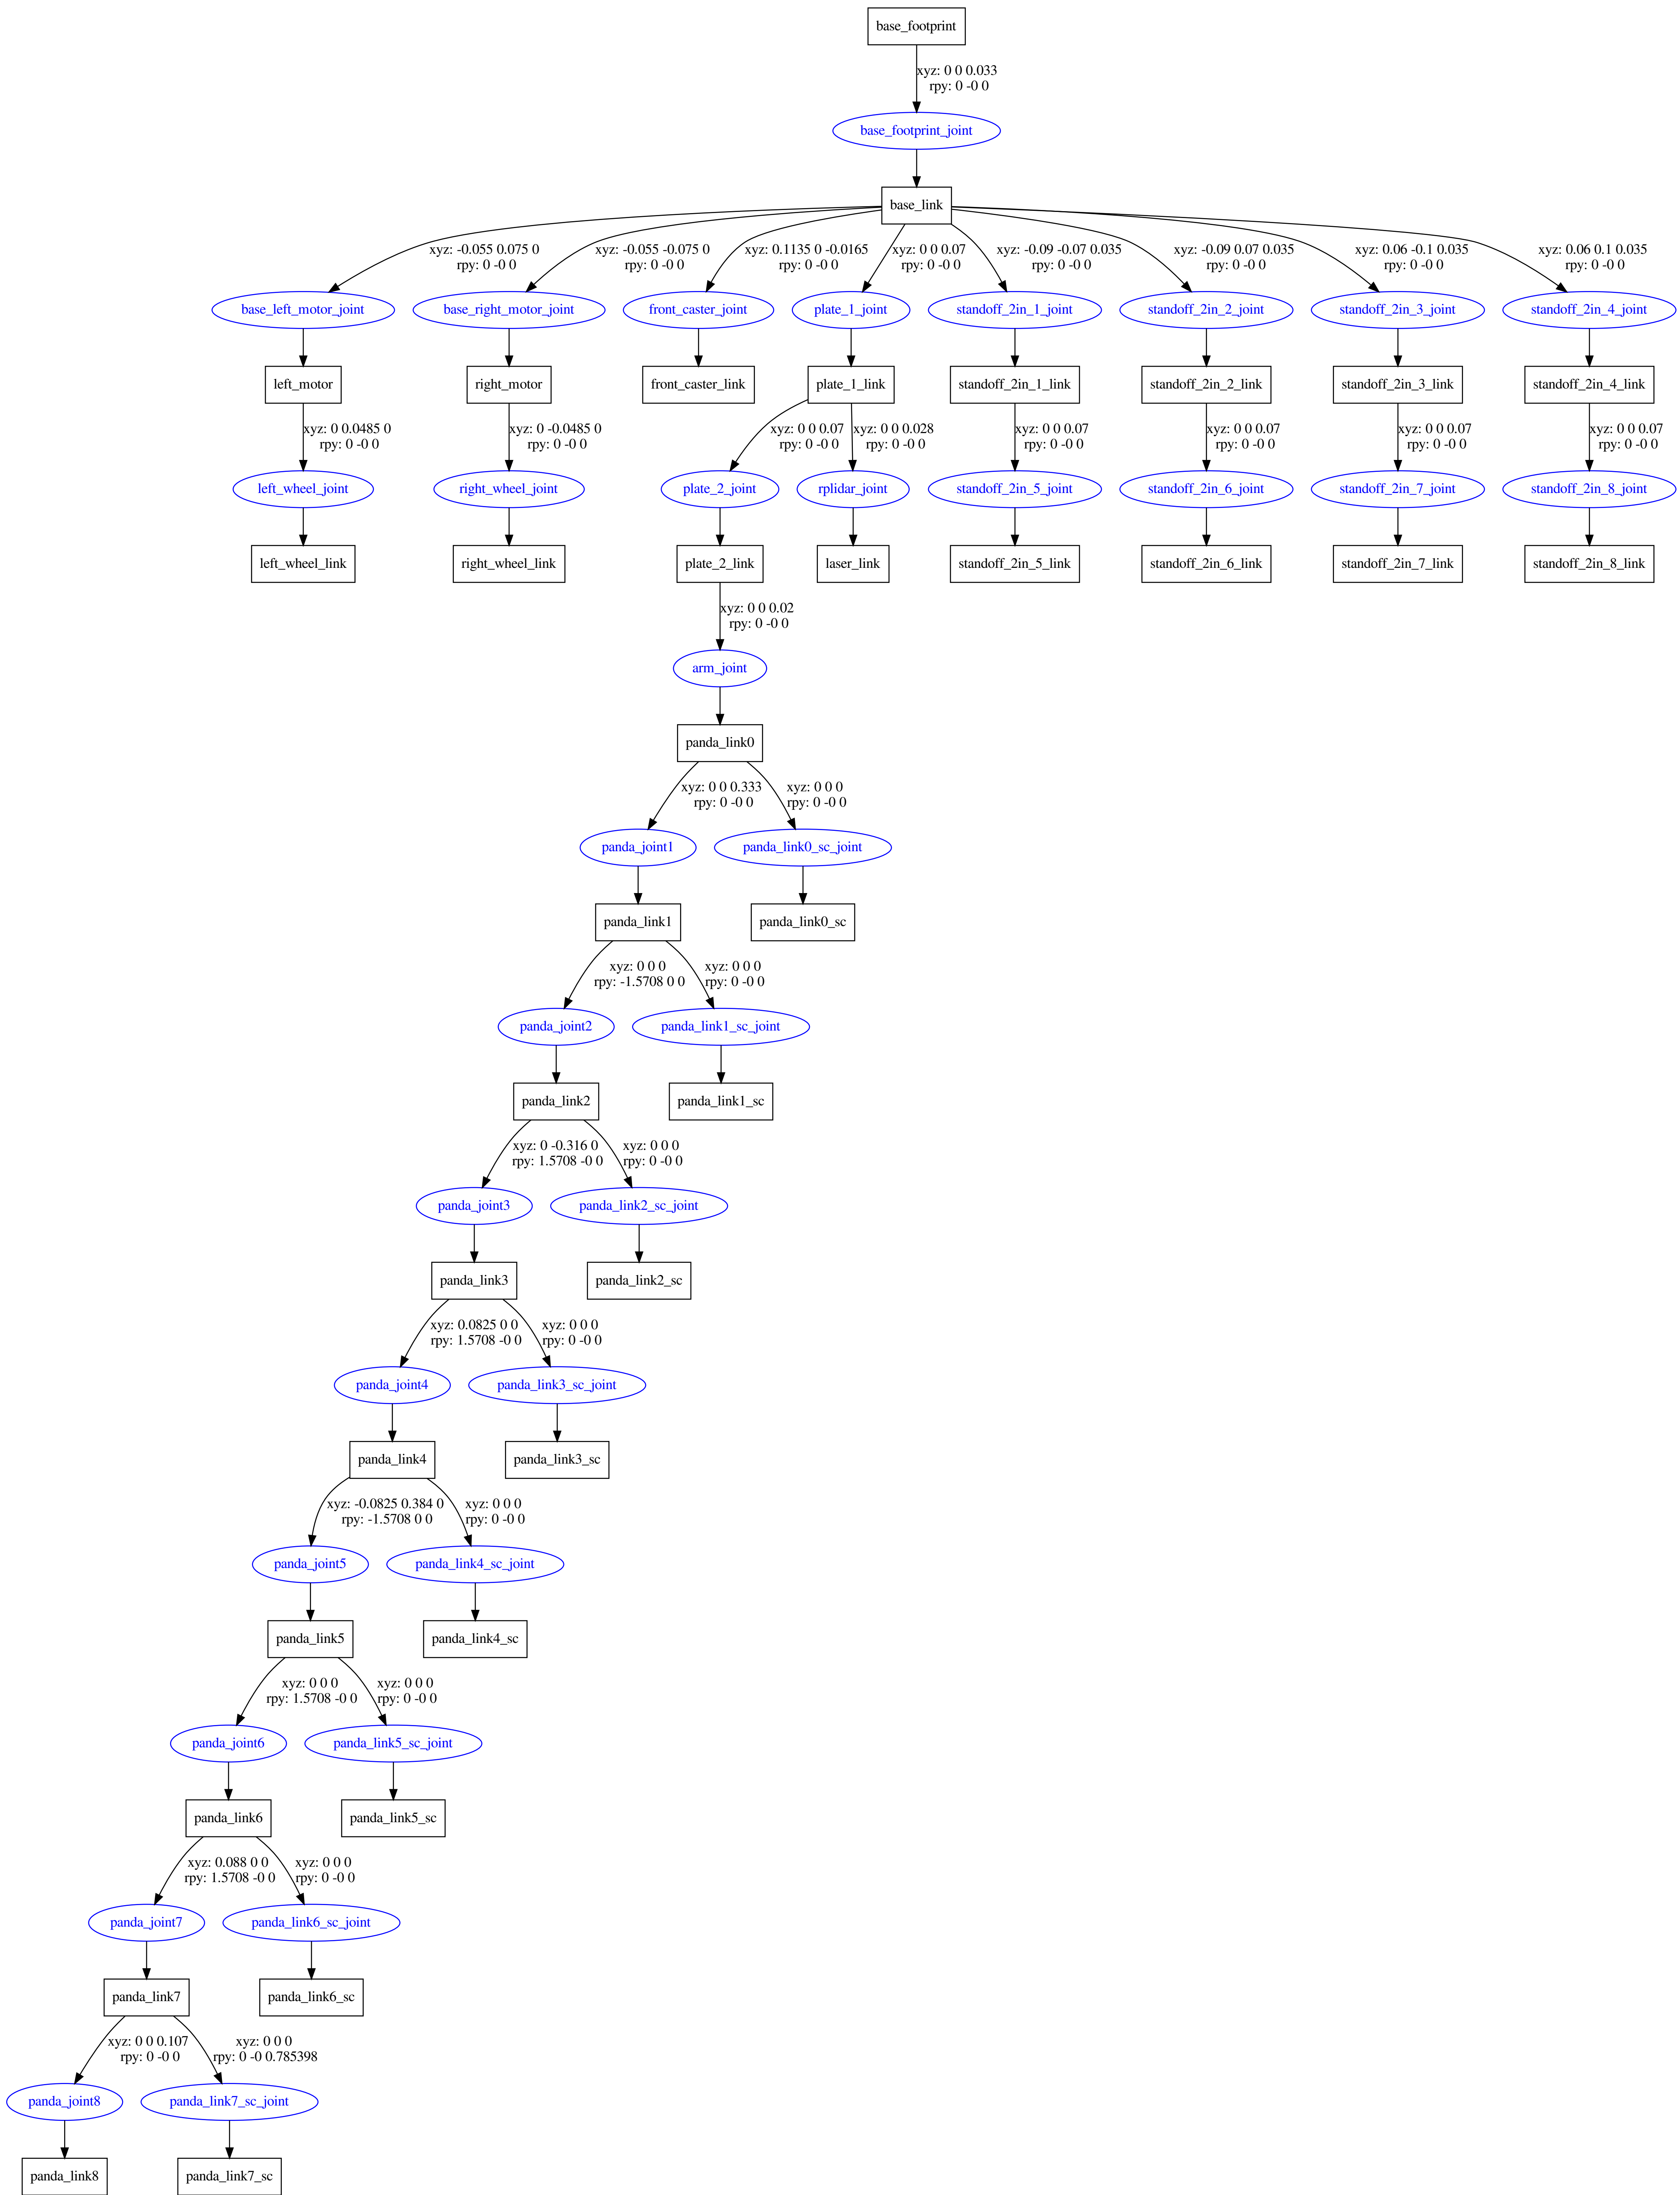 base_footprint
xyz: 0 0 0.033
rpy: 0 -0 0
base_footprint_joint
base_link
xyz: -0.055 0.075 0
rpy: 0 -0 0
xyz: -0.055 -0.075 0
rpy: 0 -0 0
xyz: 0.1135 0 -0.0165
rpy: 0 -0 0
xyz: 0 0 0.07
rpy: 0 -0 0
xyz: -0.09 -0.07 0.035
rpy: 0 -0 0
xyz: -0.09 0.07 0.035
rpy: 0 -0 0
xyz: 0.06 -0.1 0.035
rpy: 0 -0 0
xyz: 0.06 0.1 0.035
rpy: 0 -0 0
base_left_motor_joint
base_right_motor_joint
front_caster_joint
plate_1_joint
standoff_2in_1_joint
standoff_2in_2_joint
standoff_2in_3_joint
standoff_2in_4_joint
left_motor
right_motor
front_caster_link
plate_1_link
standoff_2in_1_link
standoff_2in_2_link
standoff_2in_3_link
standoff_2in_4_link
xyz: 0 0.0485 0
rpy: 0 -0 0
xyz: 0 -0.0485 0
rpy: 0 -0 0
xyz: 0 0 0.07
rpy: 0 -0 0
xyz: 0 0 0.028
rpy: 0 -0 0
xyz: 0 0 0.07
rpy: 0 -0 0
xyz: 0 0 0.07
rpy: 0 -0 0
xyz: 0 0 0.07
rpy: 0 -0 0
xyz: 0 0 0.07
rpy: 0 -0 0
left_wheel_joint
right_wheel_joint
plate_2_joint
rplidar_joint
standoff_2in_5_joint
standoff_2in_6_joint
standoff_2in_7_joint
standoff_2in_8_joint
left_wheel_link
right_wheel_link
plate_2_link
laser_link
standoff_2in_5_link
standoff_2in_6_link
standoff_2in_7_link
standoff_2in_8_link
xyz: 0 0 0.02
rpy: 0 -0 0
arm_joint
panda_link0
xyz: 0 0 0.333
rpy: 0 -0 0
xyz: 0 0 0
rpy: 0 -0 0
panda_joint1
panda_link0_sc_joint
panda_link1
panda_link0_sc
xyz: 0 0 0
rpy: -1.5708 0 0
xyz: 0 0 0
rpy: 0 -0 0
panda_joint2
panda_link1_sc_joint
panda_link2
panda_link1_sc
xyz: 0 -0.316 0
rpy: 1.5708 -0 0
xyz: 0 0 0
rpy: 0 -0 0
panda_joint3
panda_link2_sc_joint
panda_link3
panda_link2_sc
xyz: 0.0825 0 0
rpy: 1.5708 -0 0
xyz: 0 0 0
rpy: 0 -0 0
panda_joint4
panda_link3_sc_joint
panda_link4
panda_link3_sc
xyz: -0.0825 0.384 0
rpy: -1.5708 0 0
xyz: 0 0 0
rpy: 0 -0 0
panda_joint5
panda_link4_sc_joint
panda_link5
panda_link4_sc
xyz: 0 0 0
rpy: 1.5708 -0 0
xyz: 0 0 0
rpy: 0 -0 0
panda_joint6
panda_link5_sc_joint
panda_link6
panda_link5_sc
xyz: 0.088 0 0
rpy: 1.5708 -0 0
xyz: 0 0 0
rpy: 0 -0 0
panda_joint7
panda_link6_sc_joint
panda_link7
panda_link6_sc
xyz: 0 0 0.107
rpy: 0 -0 0
xyz: 0 0 0
rpy: 0 -0 0.785398
panda_joint8
panda_link7_sc_joint
panda_link8
panda_link7_sc